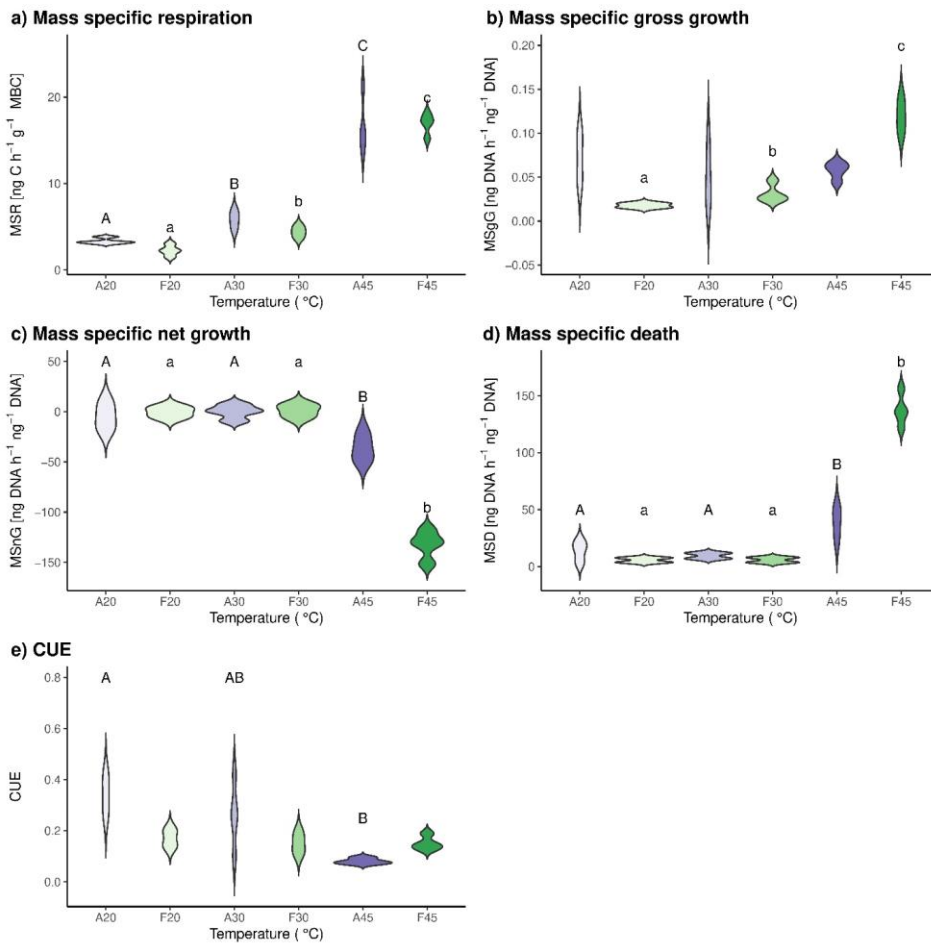 a) Mass specific respiration
MSR [ng C h⁻¹ g⁻¹ MBC]
20
10
0
A
a
B
b
C
c
A20 F20 A30 F30 A45 F45
Temperature ( °C)
b) Mass specific gross growth
MSgG [ng DNA h⁻¹ ng⁻¹ DNA]
0.20
0.15
0.10
0.05
0.00
−0.05
a
b
c
A20 F20 A30 F30 A45 F45
Temperature ( °C)
c) Mass specific net growth
MSnG [ng DNA h⁻¹ ng⁻¹ DNA]
50
0
−50
−100
−150
A
a
A
a
B
b
A20 F20 A30 F30 A45 F45
Temperature ( °C)
d) Mass specific death
MSD [ng DNA h⁻¹ ng⁻¹ DNA]
150
100
50
0
A
a
A
a
B
b
A20 F20 A30 F30 A45 F45
Temperature ( °C)
e) CUE
CUE
0.8
0.6
0.4
0.2
0.0
A
AB
B
A20 F20 A30 F30 A45 F45
Temperature ( °C)